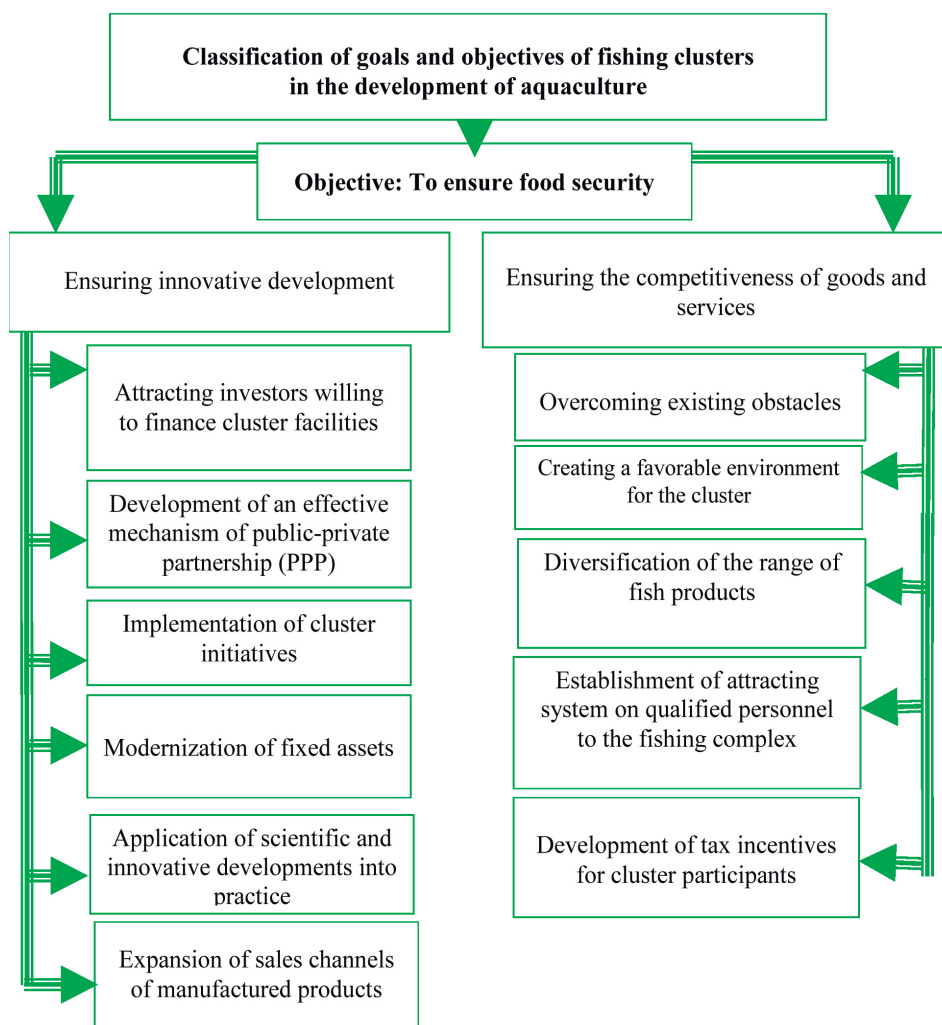 Classification of goals and objectives of fishing clusters
in the development of aquaculture
Objective: To ensure food security
Ensuring innovative development
Attracting investors willing
to finance cluster facilities
Development of an effective
mechanism of public-private
partnership (PPP)
Implementation of cluster
initiatives
Modernization of fixed assets
Application of scientific and
innovative developments into
practice
Expansion of sales channels
of manufactured products
Ensuring the competitiveness of goods and
services
Overcoming existing obstacles
Creating a favorable environment
for the cluster
Diversification of the range of
fish products
Establishment of attracting
system on qualified personnel
to the fishing complex
Development of tax incentives
for cluster participants